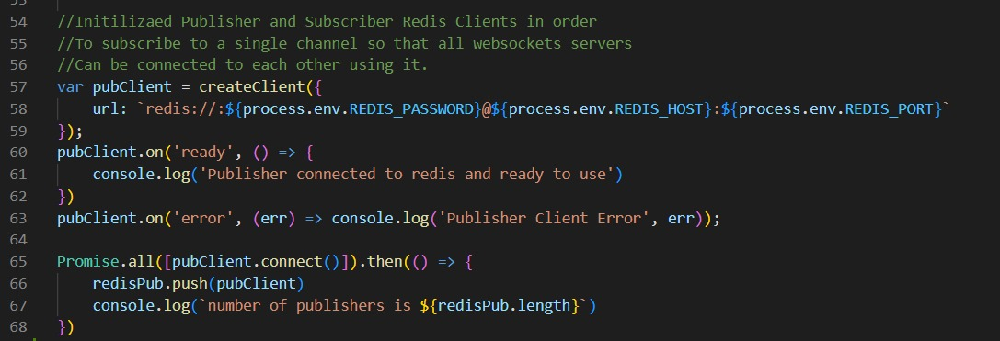 54 //Initilizaed Publisher and Subscriber Redis Clients in order
55 //To subscribe to a single channel so that all websockets servers
56 //Can be connected to each other using it.
57 var pubClient = createClient({
58     url: `redis://:${process.env.REDIS_PASSWORD}@${process.env.REDIS_HOST}:${process.env.REDIS_PORT}`
59 });
60 pubClient.on('ready', () => {
61     console.log('Publisher connected to redis and ready to use')
62 })
63 pubClient.on('error', (err) => console.log('Publisher Client Error', err));
64
65 Promise.all([pubClient.connect()]).then(() => {
66     redisPub.push(pubClient)
67     console.log(`number of publishers is ${redisPub.length}`)
68 })